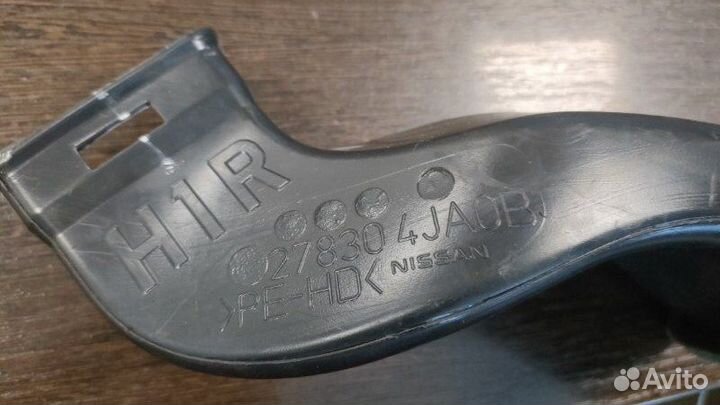 H1R
27830 4JA0B
>PE-HD< NISSAN
Avito